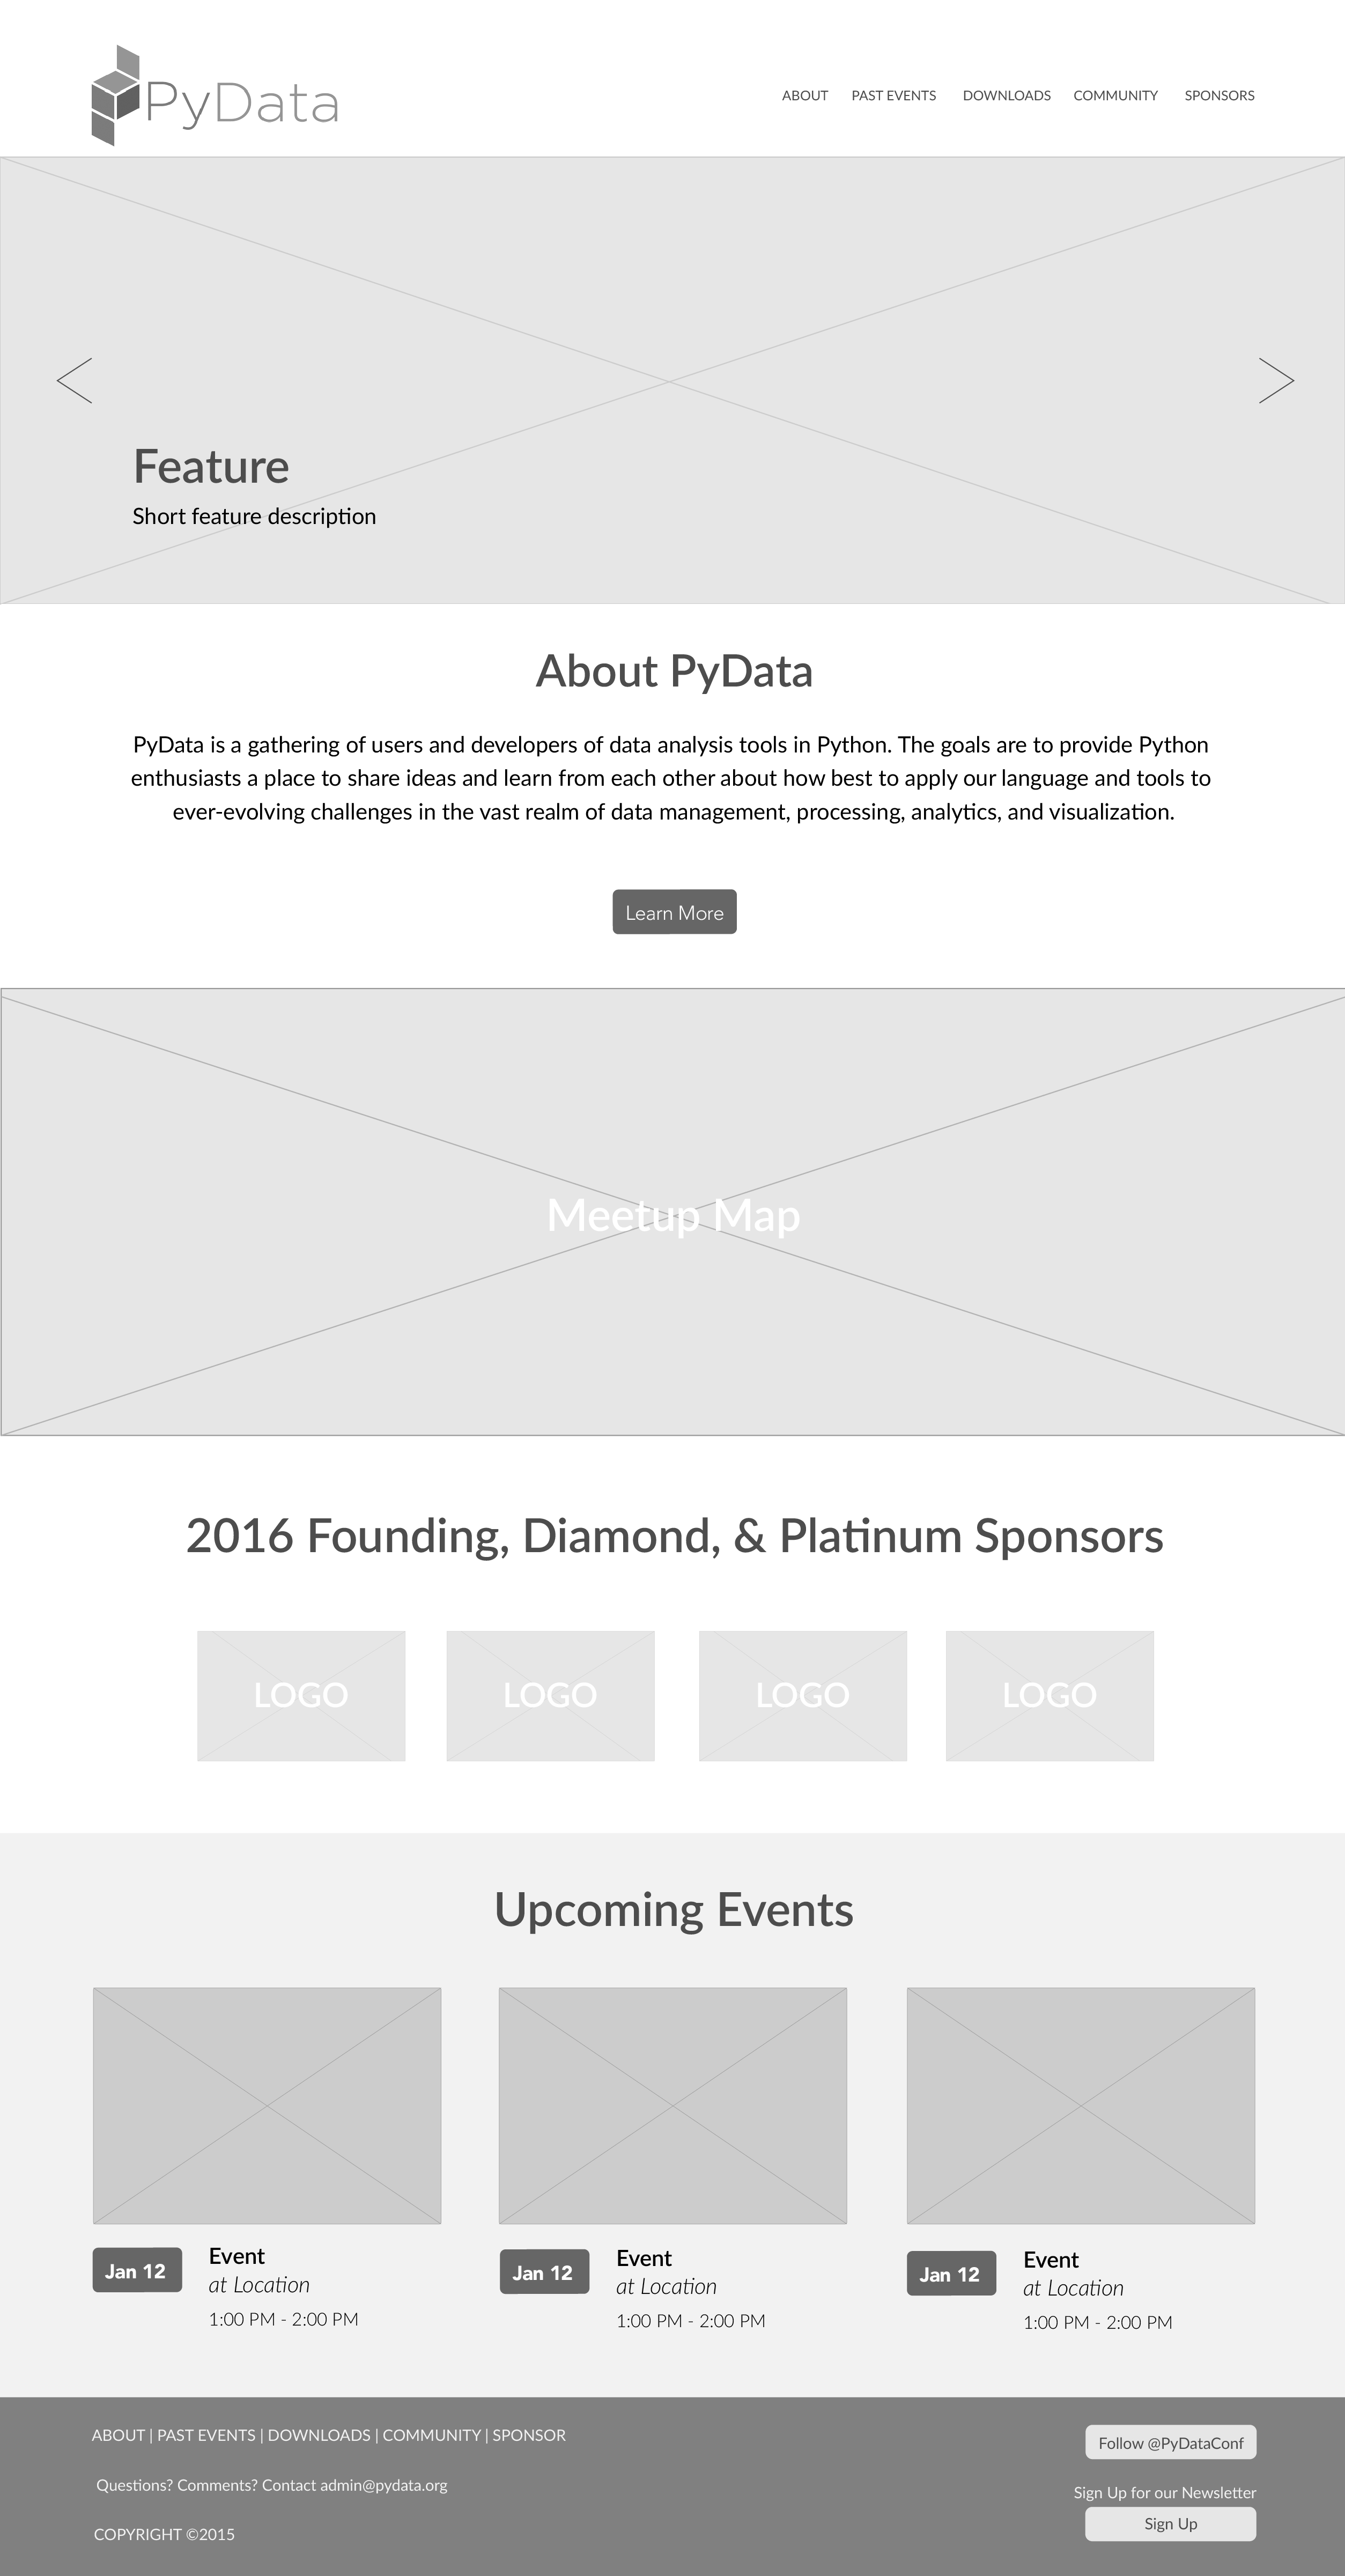 PyData
ABOUT PAST EVENTS DOWNLOADS COMMUNITY SPONSORS
Feature
Short feature description
About PyData
PyData is a gathering of users and developers of data analysis tools in Python. The goals are to provide Python
enthusiasts a place to share ideas and learn from each other about how best to apply our language and tools to
ever-evolving challenges in the vast realm of data management, processing, analytics, and visualization.
Learn More
Meetup Map
2016 Founding, Diamond, & Platinum Sponsors
LOGO LOGO LOGO LOGO
Upcoming Events
Jan 12
Event
at Location
1:00 PM - 2:00 PM
Jan 12
Event
at Location
1:00 PM - 2:00 PM
Jan 12
Event
at Location
1:00 PM - 2:00 PM
ABOUT | PAST EVENTS | DOWNLOADS | COMMUNITY | SPONSOR
Questions? Comments? Contact admin@pydata.org
COPYRIGHT ©2015
Follow @PyDataConf
Sign Up for our Newsletter
Sign Up